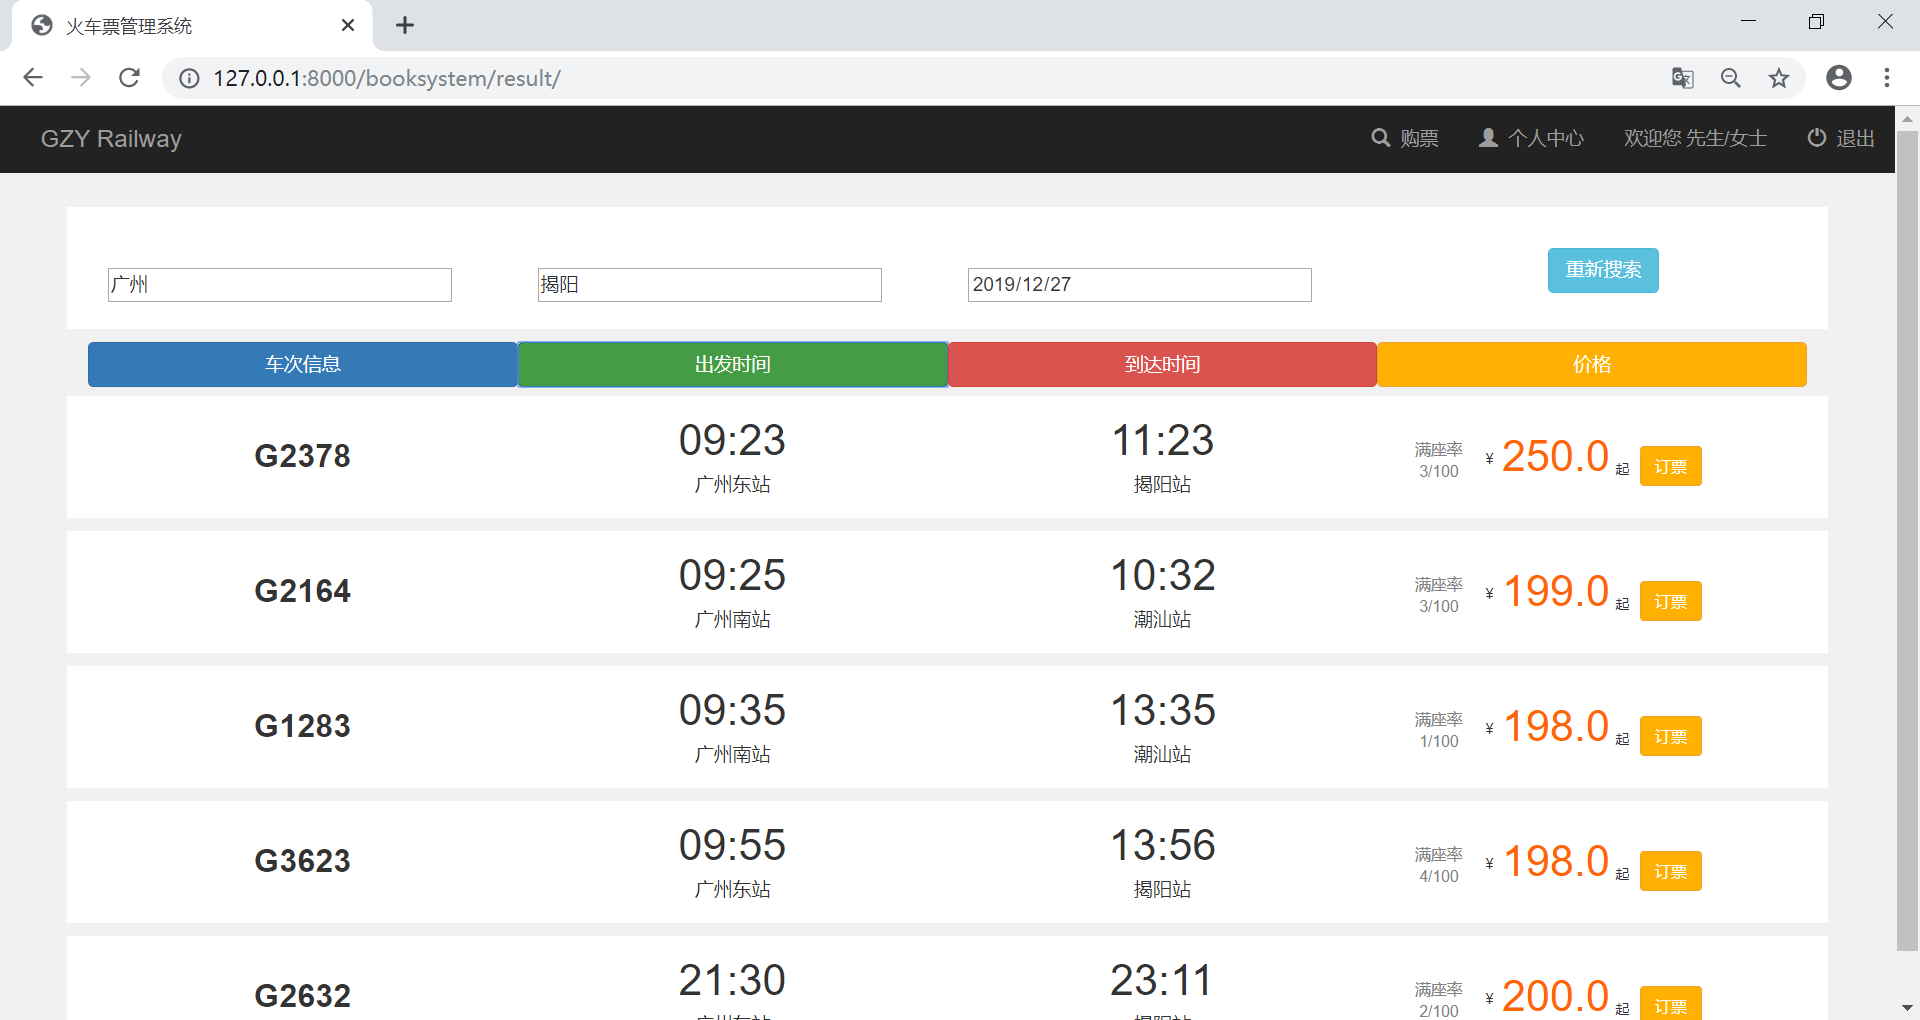 火车票管理系统
127.0.0.1:8000/booksystem/result/
GZY Railway 购票 个人中心 欢迎您 先生/女士 退出
广州 揭阳 2019/12/27 重新搜索
车次信息 出发时间 到达时间 价格
G2378 09:23 广州东站 11:23 揭阳站 满座率 3/100 ¥ 250.0 起 订票
G2164 09:25 广州南站 10:32 潮汕站 满座率 3/100 ¥ 199.0 起 订票
G1283 09:35 广州南站 13:35 潮汕站 满座率 1/100 ¥ 198.0 起 订票
G3623 09:55 广州东站 13:56 揭阳站 满座率 4/100 ¥ 198.0 起 订票
G2632 21:30 23:11 满座率 2/100 ¥ 200.0 起 订票